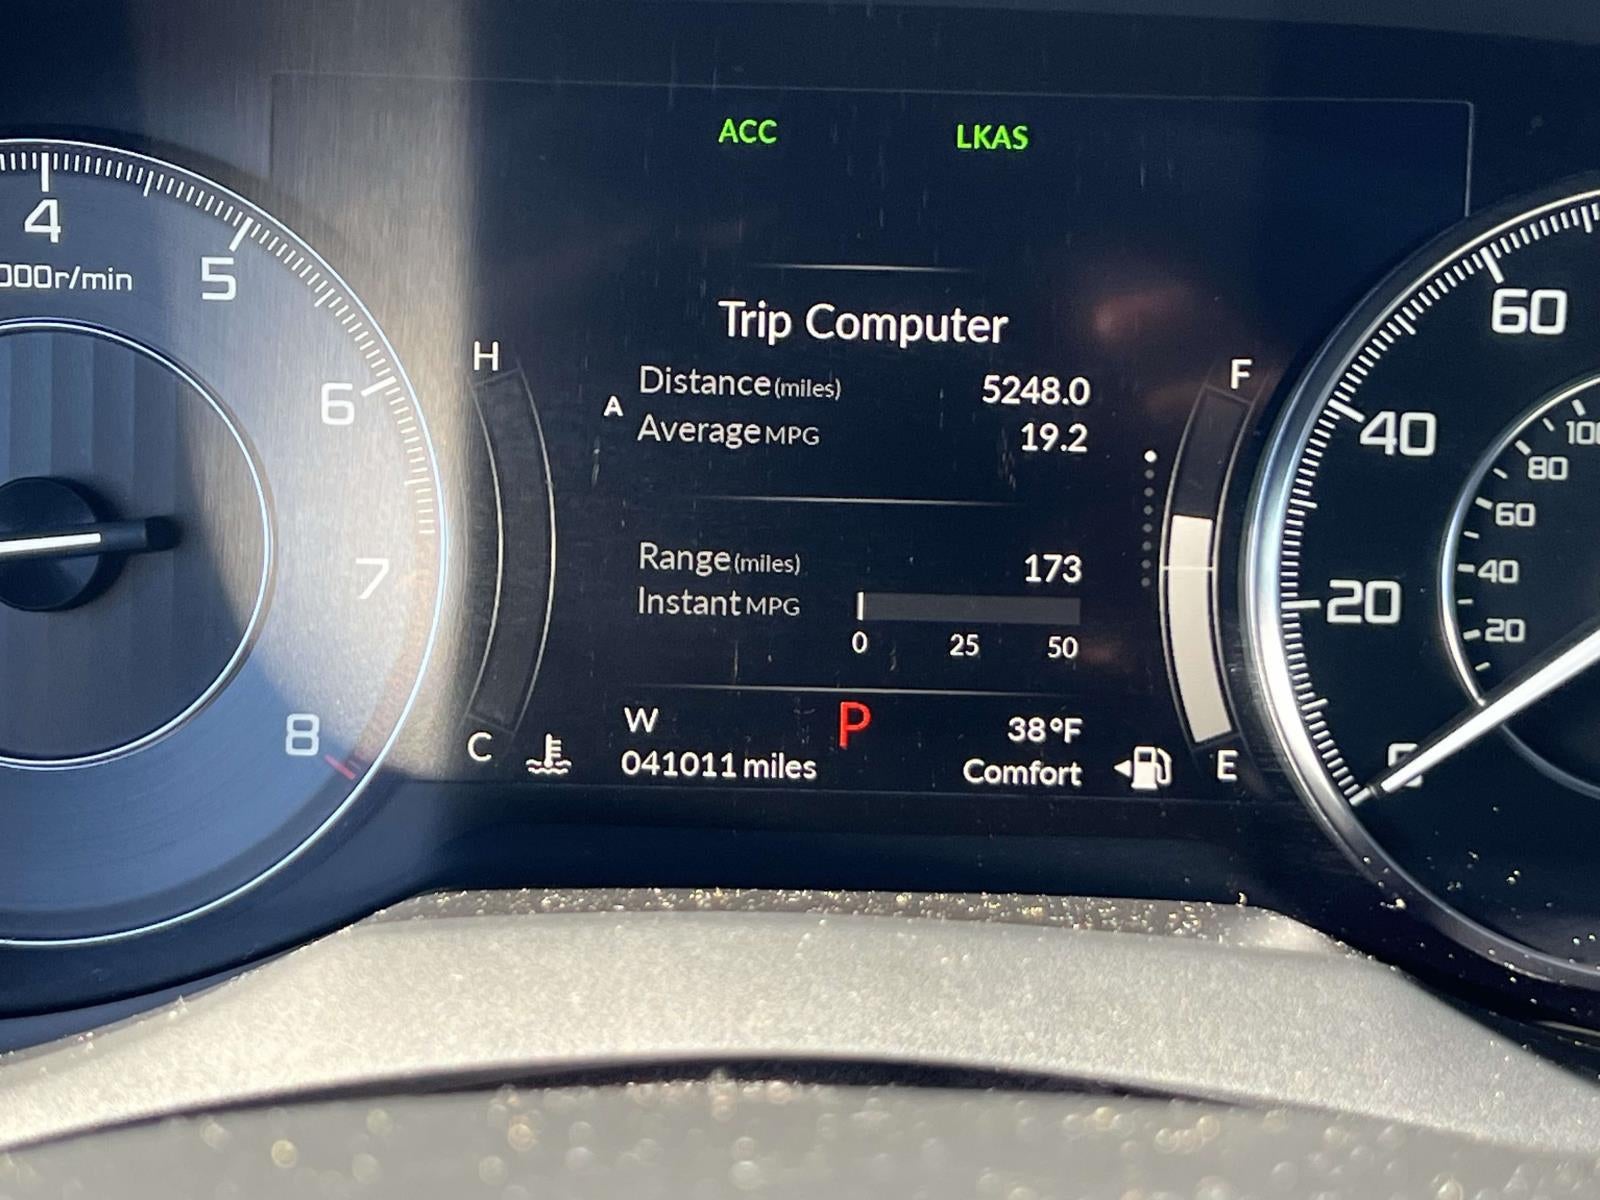 ACC LKAS
4
5
6
7
8
000r/min
H
C
Trip Computer
A
Distance(miles) 5248.0
Average MPG 19.2
Range(miles) 173
Instant MPG
0 25 50
W P 38°F
041011 miles Comfort
F
E
60
40
20
80
60
40
20